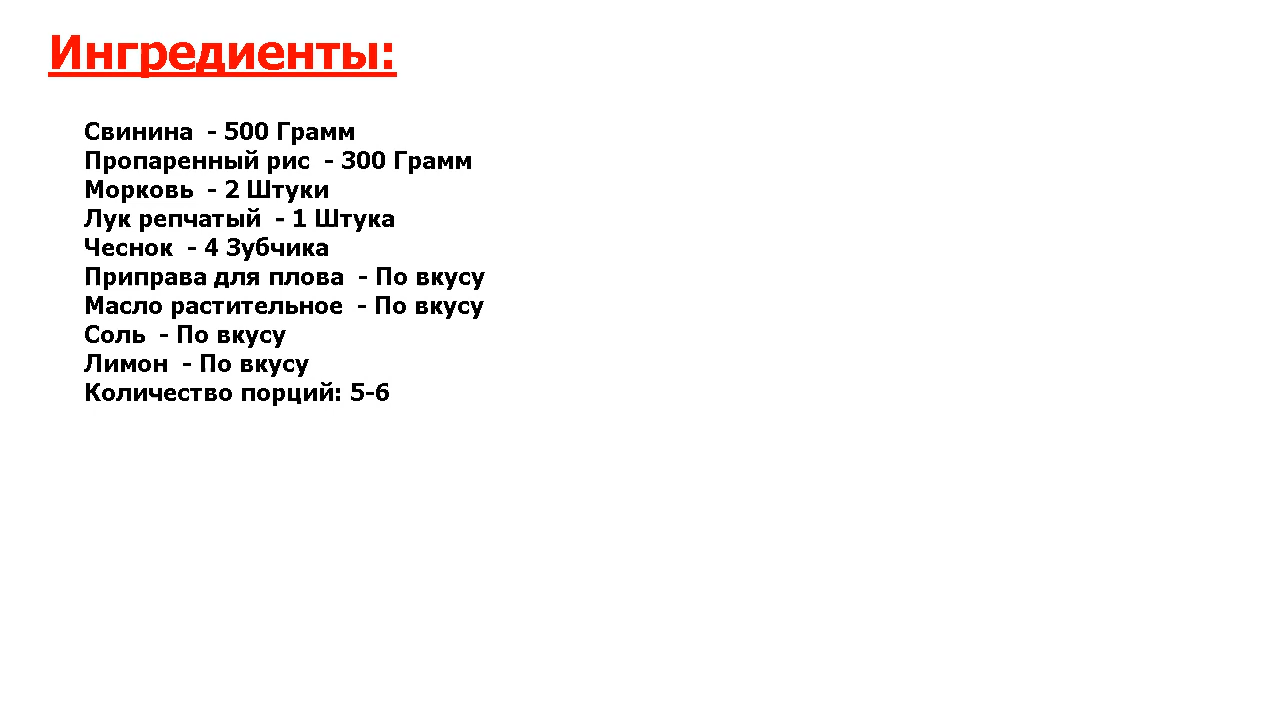 Ингредиенты:
Свинина  - 500 Грамм
Пропаренный рис  - 300 Грамм
Морковь  - 2 Штуки
Лук репчатый  - 1 Штука
Чеснок  - 4 Зубчика
Приправа для плова  - По вкусу
Масло растительное  - По вкусу
Соль  - По вкусу
Лимон  - По вкусу
Количество порций: 5-6